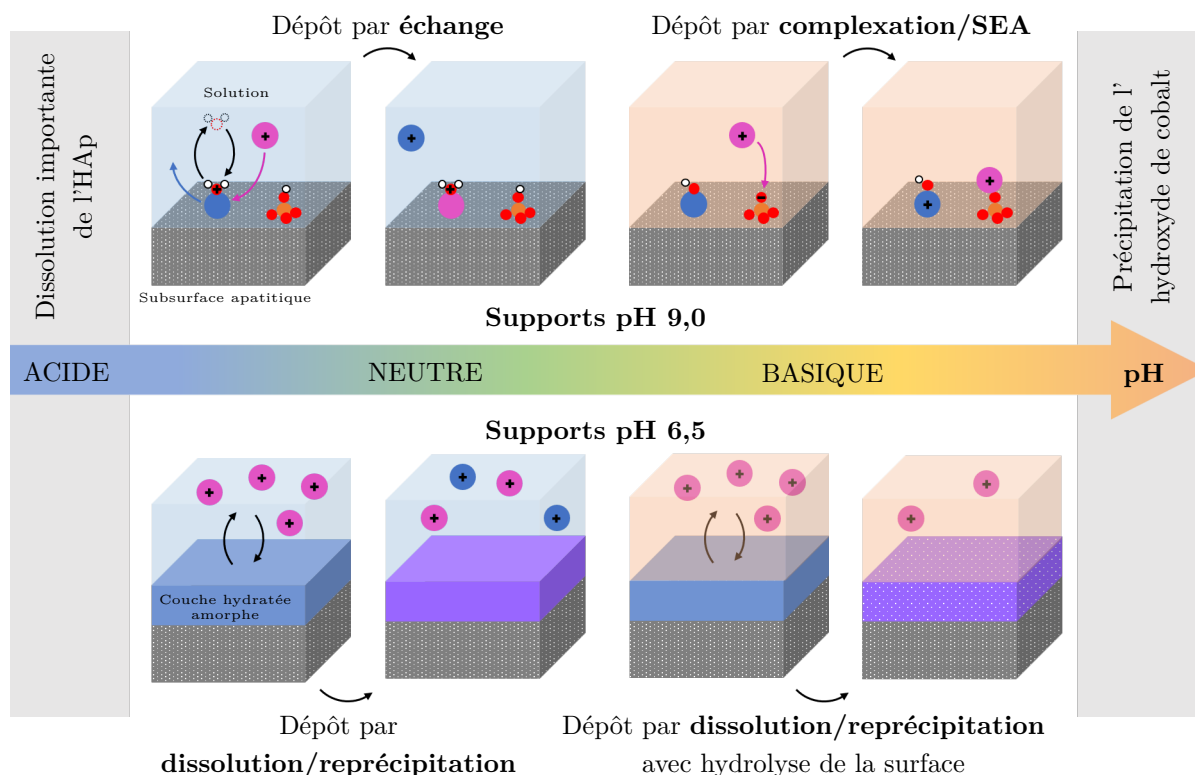 Dépôt par échange
Dépôt par complexation/SEA
Dissolution importante
de l'HAp
Solution
Subsurface apatitique
+
+
+
+
+
+
−
+
+
Précipitation de l'
hydroxyde de cobalt
Supports pH 9,0
ACIDE
NEUTRE
BASIQUE
pH
Supports pH 6,5
+
+
+
+
+
+
+
+
+
+
+
+
+
+
Couche hydratée
amorphe
Dépôt par
dissolution/reprécipitation
Dépôt par dissolution/reprécipitation
avec hydrolyse de la surface